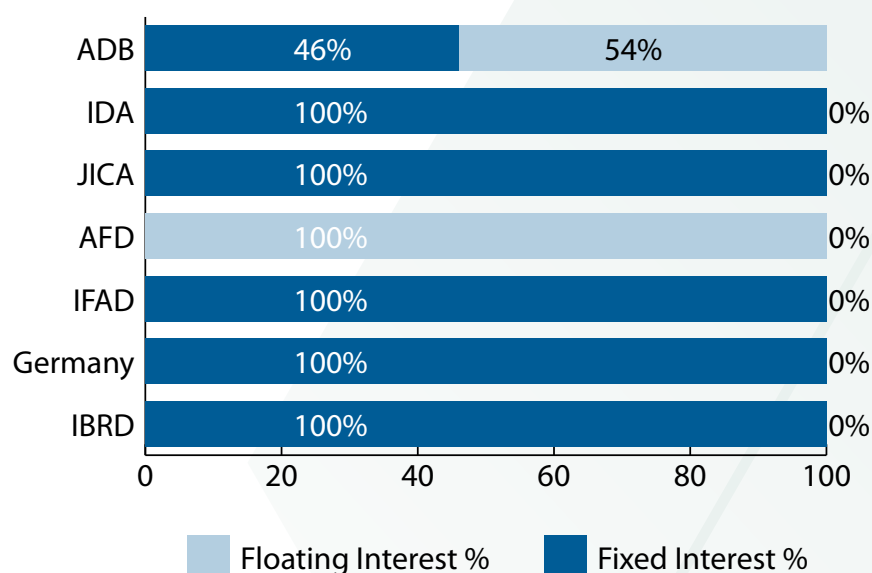 ADB 46% 54%
IDA 100% 0%
JICA 100% 0%
AFD 100% 0%
IFAD 100% 0%
Germany 100% 0%
IBRD 100% 0%
0 20 40 60 80 100
Floating Interest % Fixed Interest %